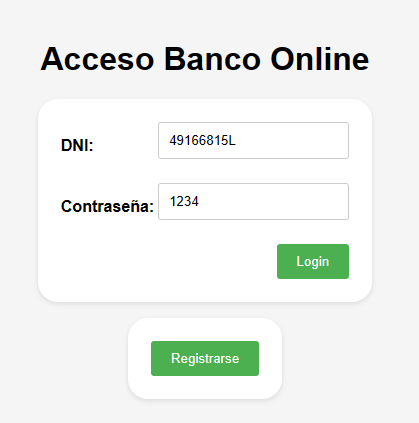 Acceso Banco Online
DNI: 49166815L
Contraseña: 1234
Login
Registrarse